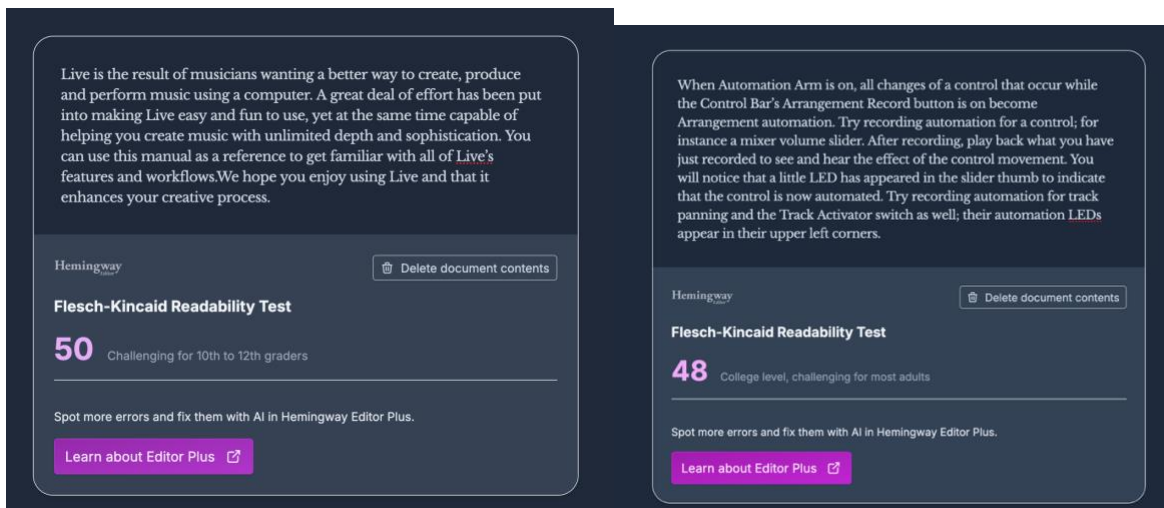 Live is the result of musicians wanting a better way to create, produce
and perform music using a computer. A great deal of effort has been put
into making Live easy and fun to use, yet at the same time capable of
helping you create music with unlimited depth and sophistication. You
can use this manual as a reference to get familiar with all of Live's
features and workflows.We hope you enjoy using Live and that it
enhances your creative process.
Hemingway
Editor
Delete document contents
Flesch-Kincaid Readability Test
50 Challenging for 10th to 12th graders
Spot more errors and fix them with AI in Hemingway Editor Plus.
Learn about Editor Plus
When Automation Arm is on, all changes of a control that occur while
the Control Bar's Arrangement Record button is on become
Arrangement automation. Try recording automation for a control; for
instance a mixer volume slider. After recording, play back what you have
just recorded to see and hear the effect of the control movement. You
will notice that a little LED has appeared in the slider thumb to indicate
that the control is now automated. Try recording automation for track
panning and the Track Activator switch as well; their automation LEDs
appear in their upper left corners.
Hemingway
Editor
Delete document contents
Flesch-Kincaid Readability Test
48 College level, challenging for most adults
Spot more errors and fix them with AI in Hemingway Editor Plus.
Learn about Editor Plus